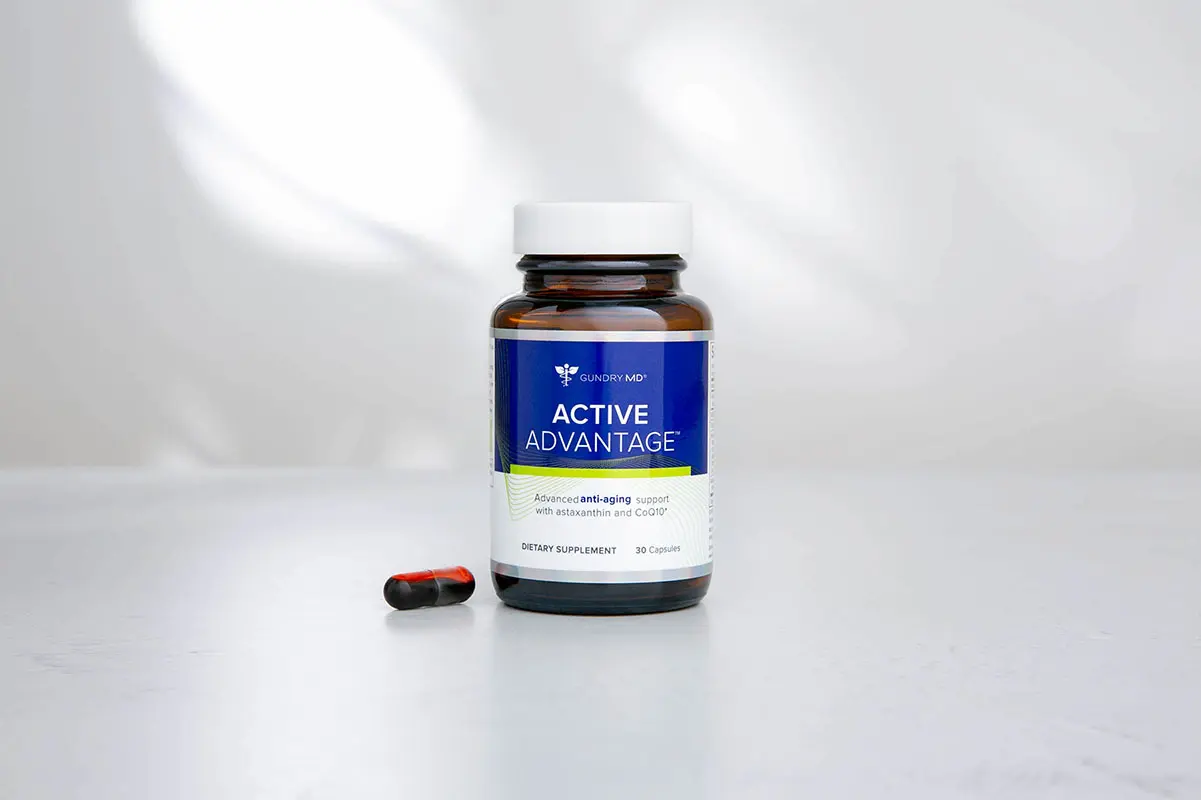 GUNDRY MD®
ACTIVE
ADVANTAGE™
Advanced anti-aging support
with astaxanthin and CoQ10*
DIETARY SUPPLEMENT 30 Capsules